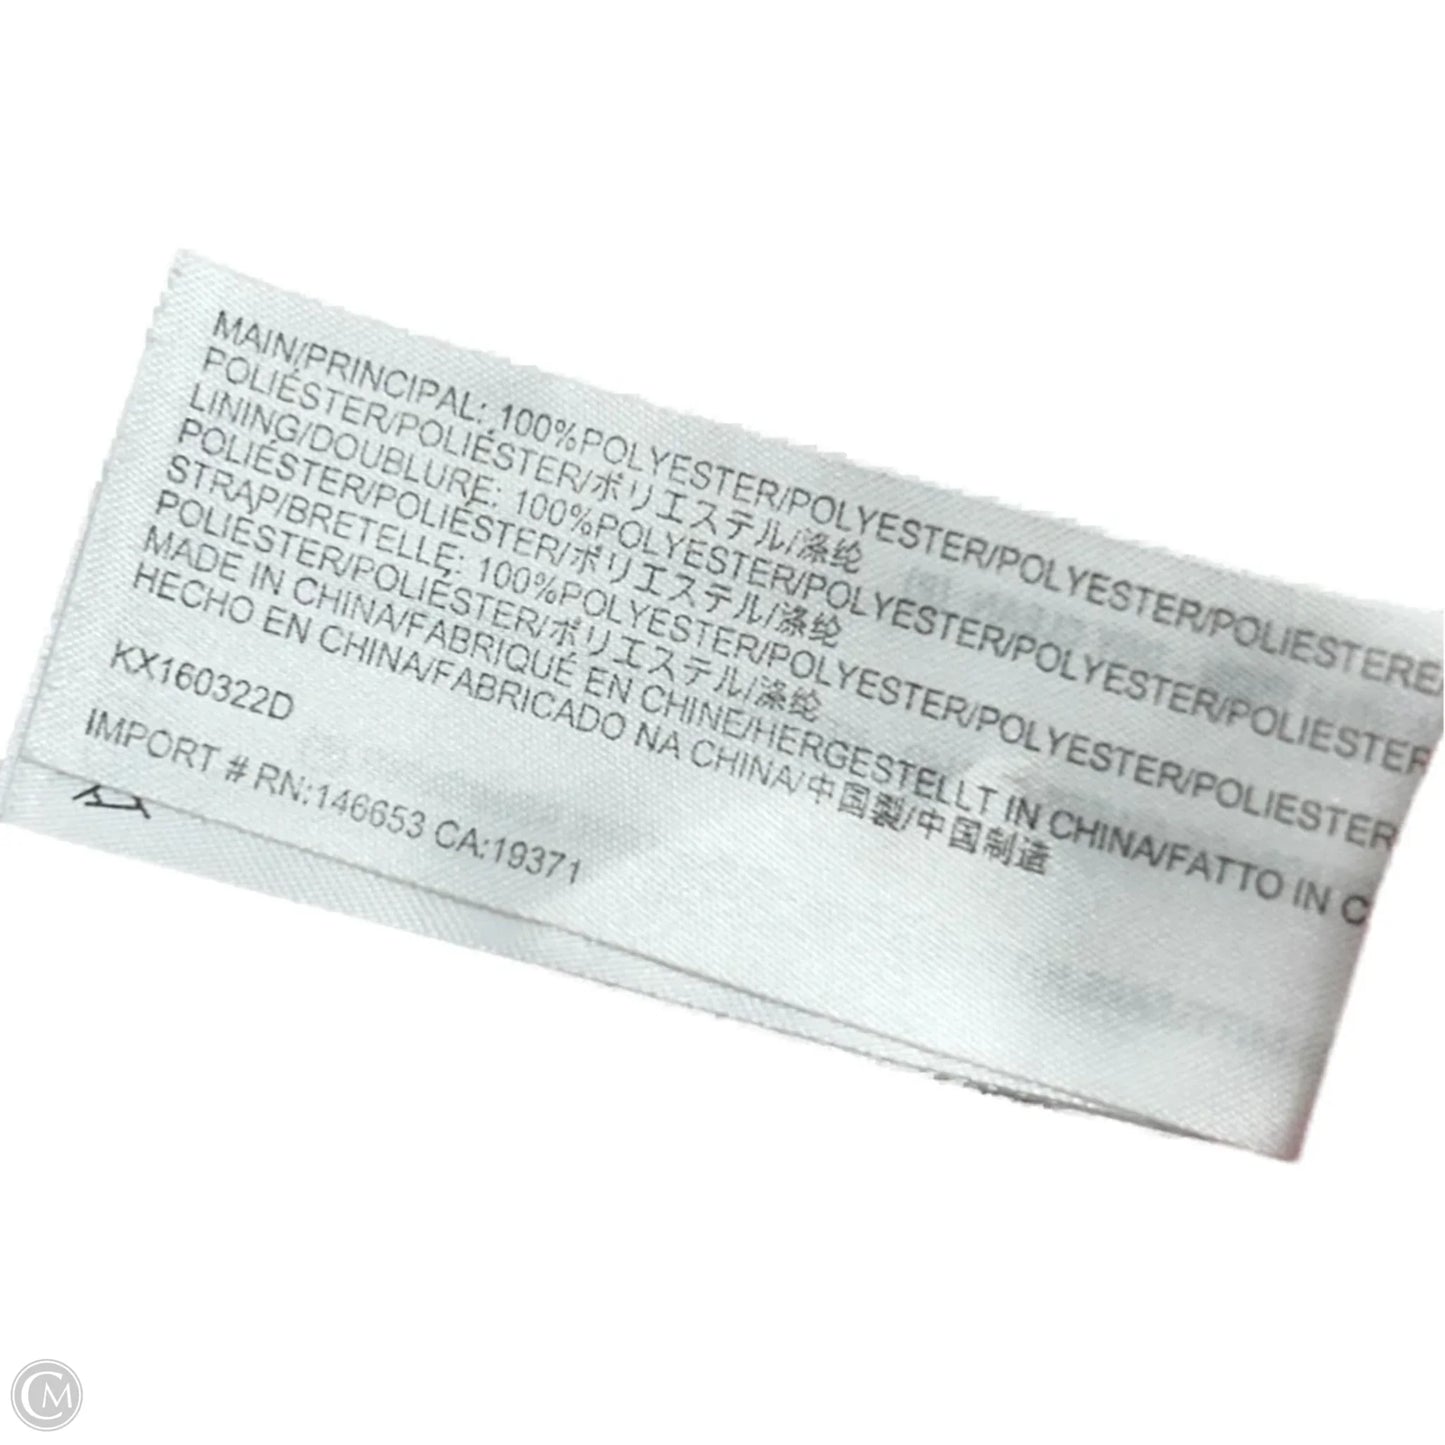 MAIN/PRINCIPAL: 100%POLYESTER/POLYESTER/POLYESTER/POLIESTERE/
POLIÉSTER/POLIÉSTER/ポリエステル/涤纶
LINING/DOUBLURE: 100%POLYESTER/POLYESTER/POLYESTER/POLIESTER
POLIÉSTER/POLIÉSTER/ポリエステル/涤纶
STRAP/BRETELLE: 100%POLYESTER/POLYESTER/POLYESTER/POLIESTER
POLIÉSTER/POLIÉSTER/ポリエステル/涤纶
MADE IN CHINA/FABRIQUÉ EN CHINE/HERGESTELLT IN CHINA/FATTO IN C
HECHO EN CHINA/FABRICADO NA CHINA/中国製/中国制造
KX160322D
IMPORT # RN:146653 CA:19371
CM